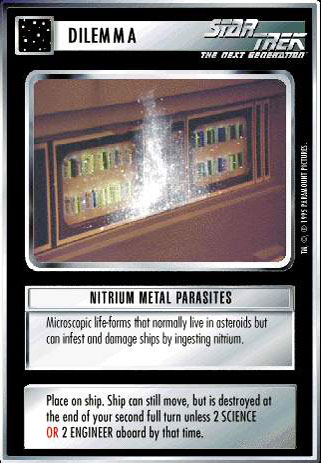 DILEMMA
STAR TREK
THE NEXT GENERATION®
TM, ©, ® 1995 PARAMOUNT PICTURES.
NITRIUM METAL PARASITES
Microscopic life-forms that normally live in asteroids but
can infest and damage ships by ingesting nitrium.
Place on ship. Ship can still move, but is destroyed at
the end of your second full turn unless 2 SCIENCE
OR 2 ENGINEER aboard by that time.